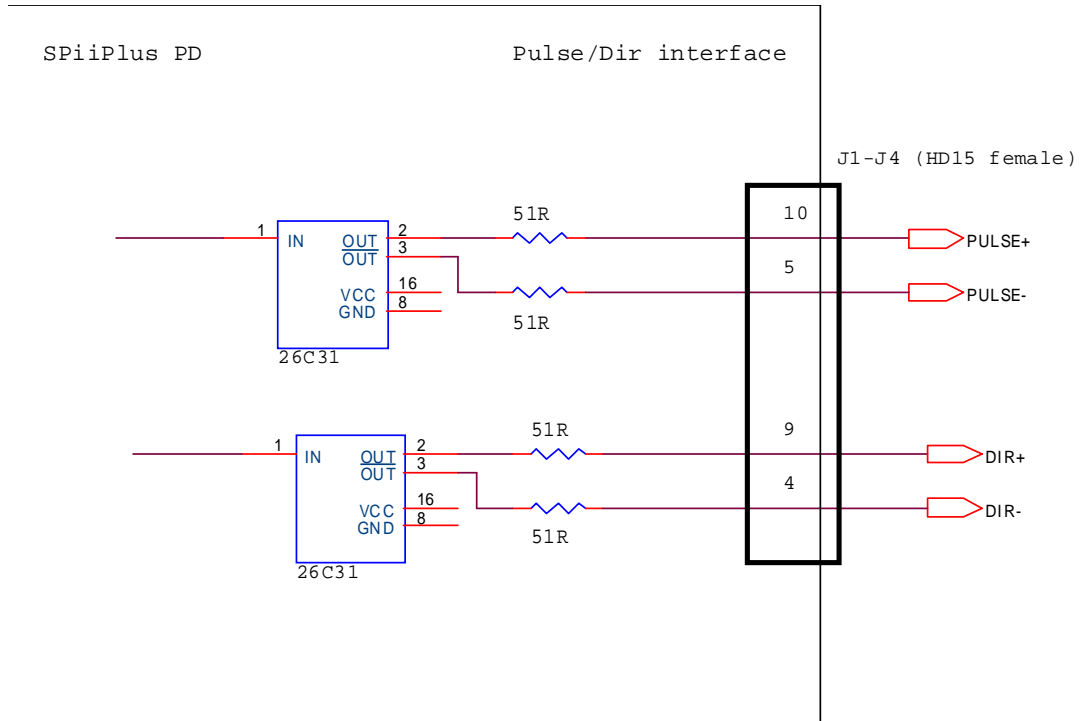 SPiiPlus PD
Pulse/Dir interface
J1-J4 (HD15 female)
51R
10
1
IN
OUT
2
PULSE+
OUT
3
5
VCC
16
PULSE-
GND
8
51R
26C31
51R
9
1
IN
OUT
2
DIR+
OUT
3
4
VCC
16
DIR-
GND
8
51R
26C31